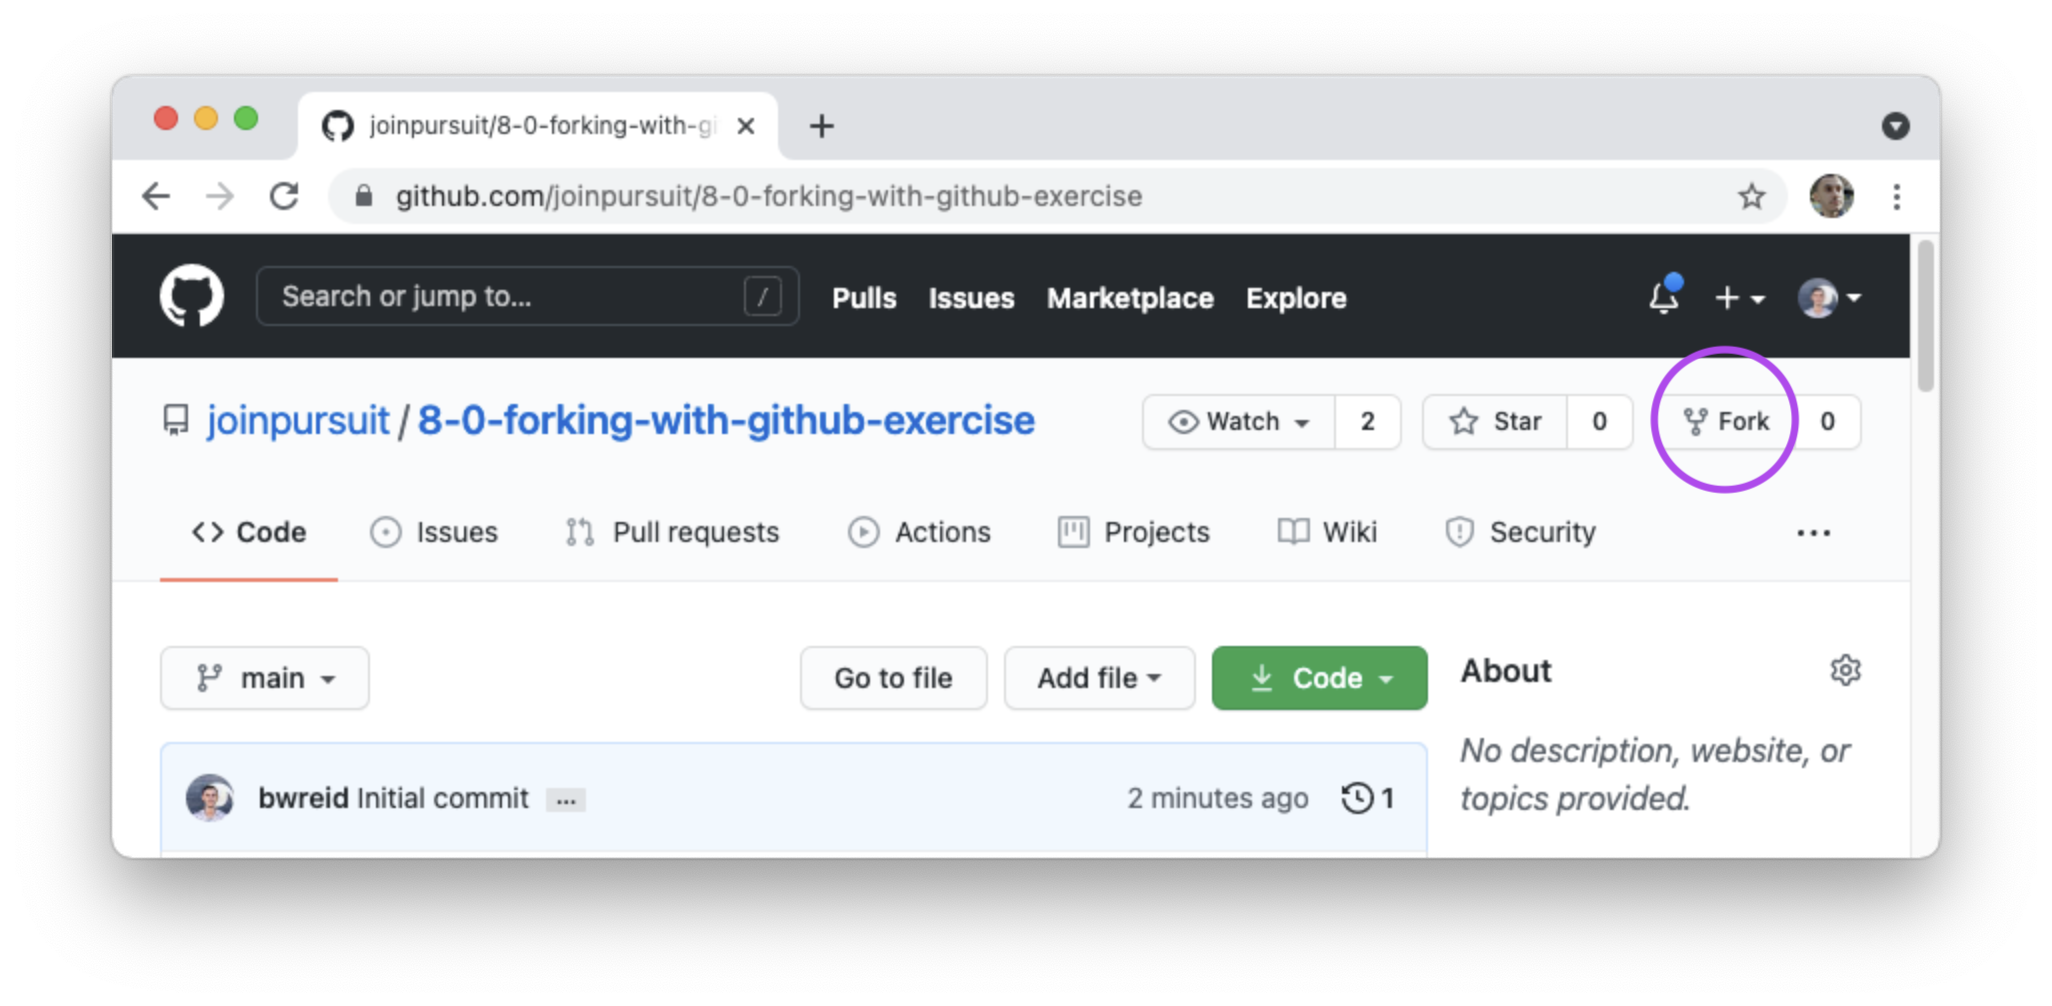 joinpursuit/8-0-forking-with-gi
github.com/joinpursuit/8-0-forking-with-github-exercise
Search or jump to... / Pulls Issues Marketplace Explore
joinpursuit / 8-0-forking-with-github-exercise Watch 2 Star 0 Fork 0
Code Issues Pull requests Actions Projects Wiki Security ...
main Go to file Add file Code About
No description, website, or
topics provided.
bwreid Initial commit ... 2 minutes ago 1